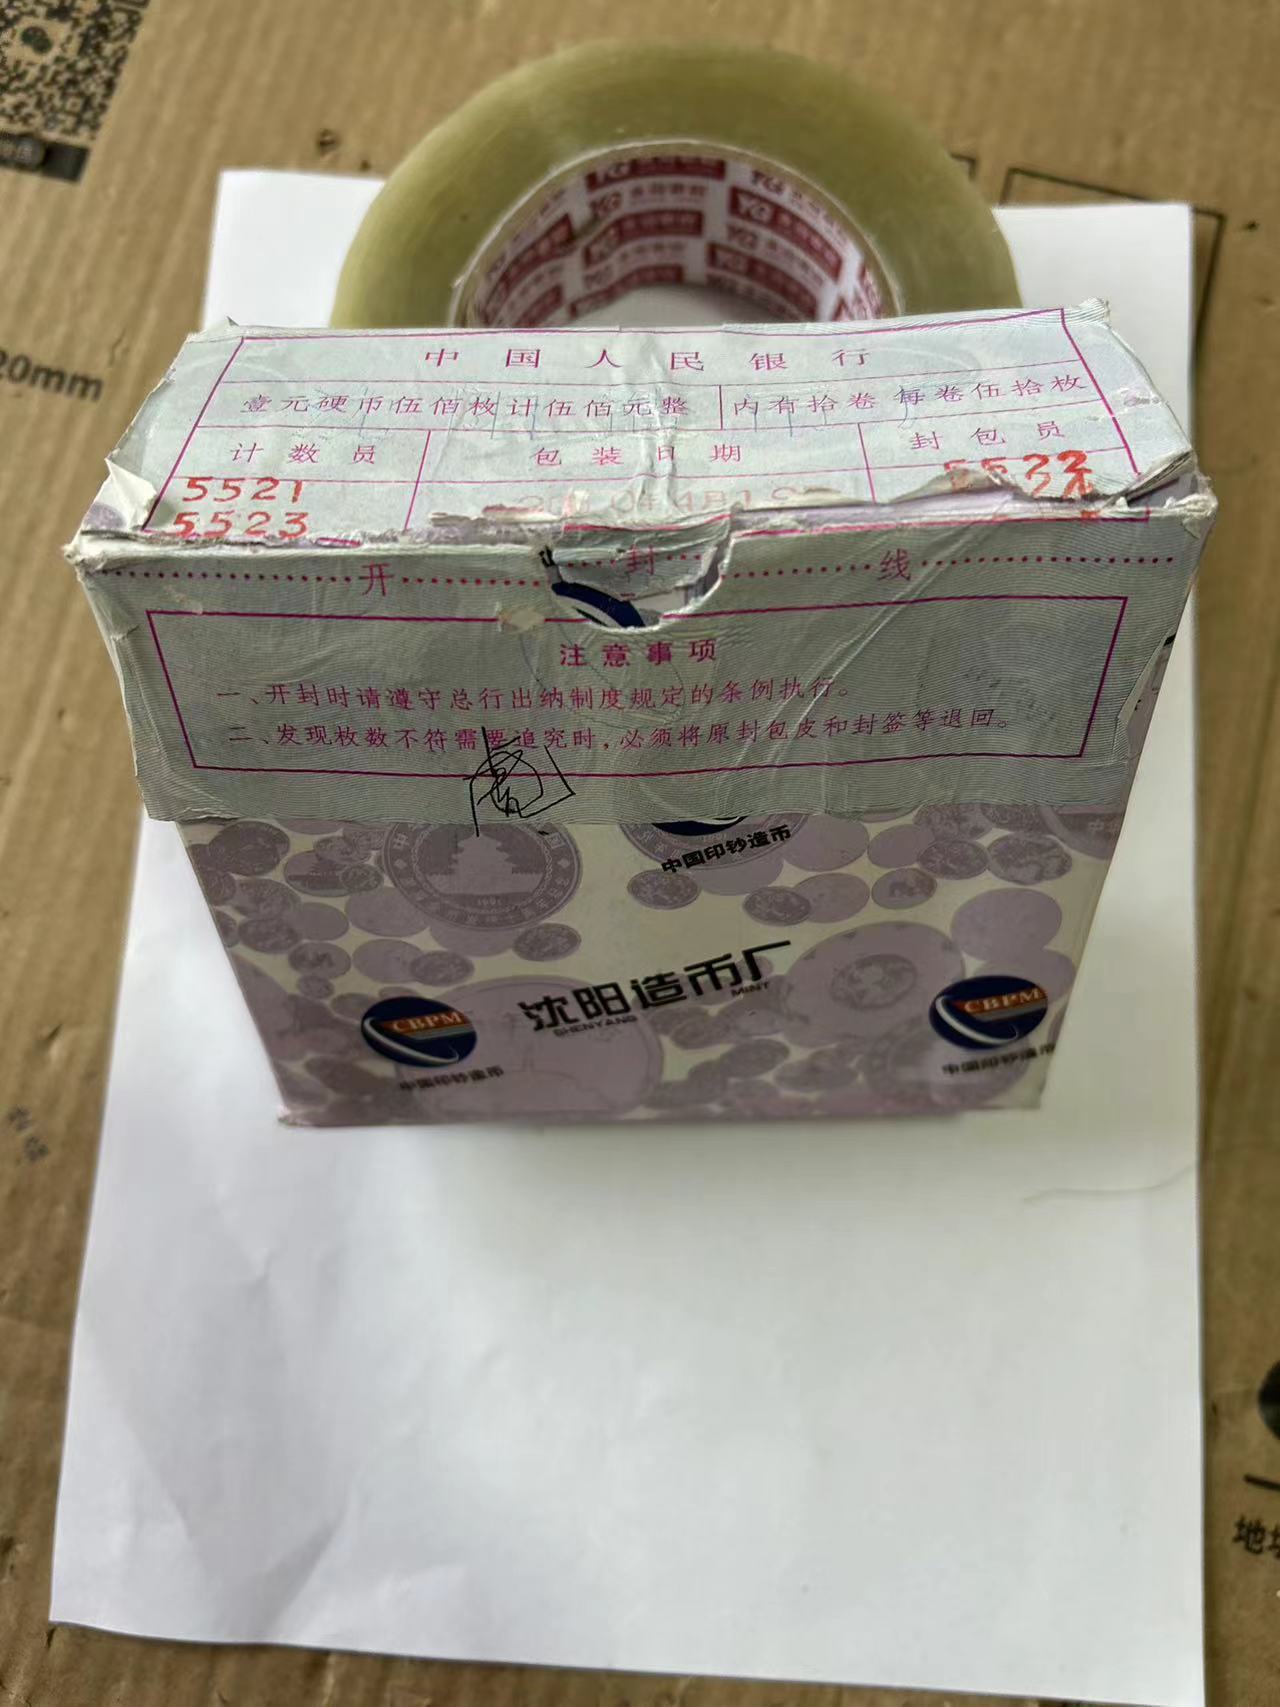 20mm
YG
中国人民银行
壹元硬币伍佰枚计伍佰元整 内有拾卷 每卷伍拾枚
计数员 包装日期 封包员
5521
5523
开 封 线
注意事项
一、开封时请遵守总行出纳制度规定的条例执行。
二、发现枚数不符需要追究时,必须将原封包皮和封签等退回。
中国印钞造币
沈阳造币厂
SHENYANG MINT
CBPM
中国印钞造币
CBPM
中国印钞造币